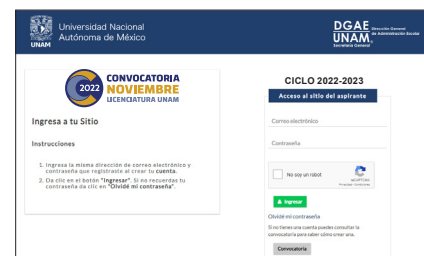 Universidad Nacional
Autónoma de México
UNAM
DGAE
UNAM
Dirección General
de Administración Escolar
Secretaría General
2022
CONVOCATORIA
NOVIEMBRE
LICENCIATURA UNAM
Ingresa a tu Sitio
Instrucciones
1. Ingresa la misma dirección de correo electrónico y
contraseña que registraste al crear tu cuenta.
2. Da clic en el botón "Ingresar". Si no recuerdas tu
contraseña da clic en "Olvidé mi contraseña".
CICLO 2022-2023
Acceso al sitio del aspirante
Correo electrónico
Contraseña
No soy un robot
reCAPTCHA
Privacidad - Condiciones
Ingresar
Olvidé mi contraseña
Si no tienes una cuenta puedes consultar la
convocatoria para saber cómo crear una.
Convocatoria